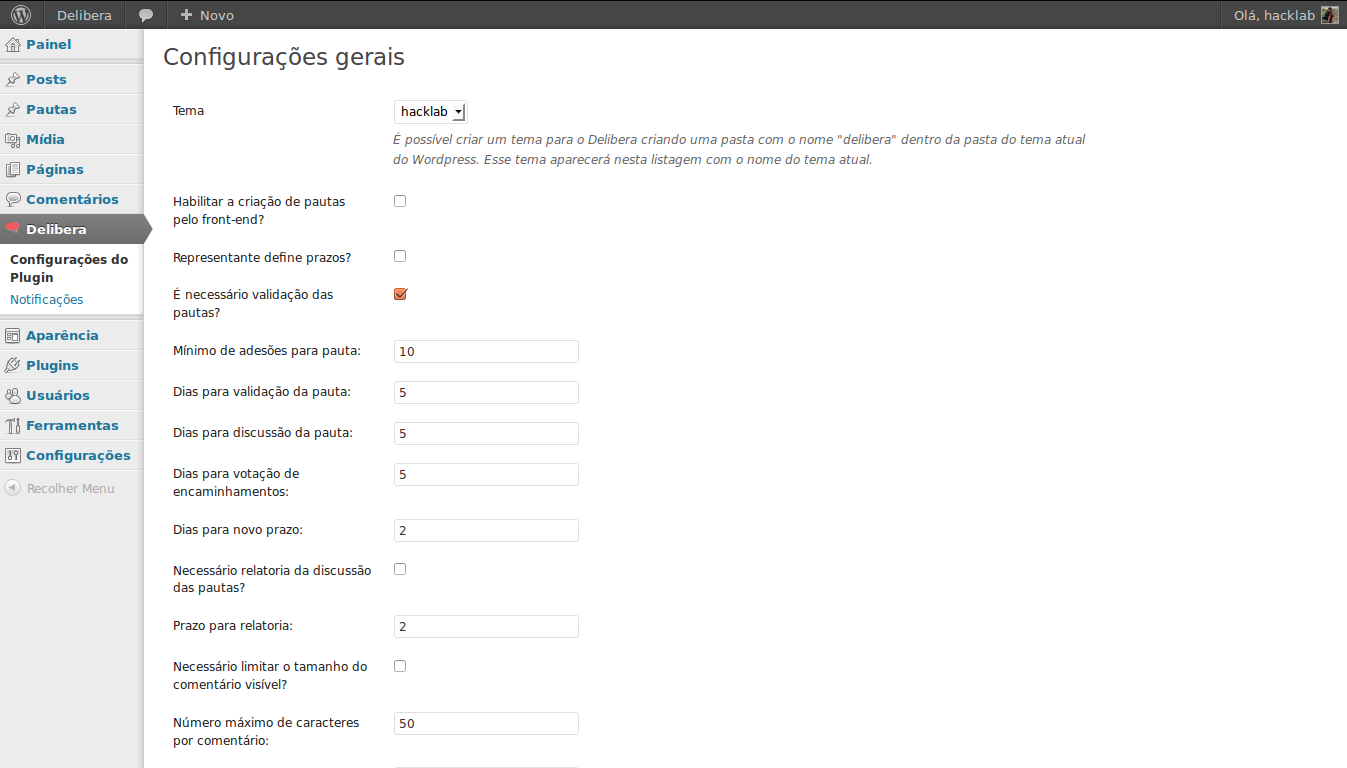 Delibera
Novo
Olá, hacklab
Painel
Posts
Pautas
Mídia
Páginas
Comentários
Delibera
Configurações do
Plugin
Notificações
Aparência
Plugins
Usuários
Ferramentas
Configurações
Recolher Menu
Configurações gerais
Tema
hacklab
É possível criar um tema para o Delibera criando uma pasta com o nome "delibera" dentro da pasta do tema atual
do Wordpress. Esse tema aparecerá nesta listagem com o nome do tema atual.
Habilitar a criação de pautas
pelo front-end?
Representante define prazos?
É necessário validação das
pautas?
Mínimo de adesões para pauta:
10
Dias para validação da pauta:
5
Dias para discussão da pauta:
5
Dias para votação de
encaminhamentos:
5
Dias para novo prazo:
2
Necessário relatoria da discussão
das pautas?
Prazo para relatoria:
2
Necessário limitar o tamanho do
comentário visível?
Número máximo de caracteres
por comentário:
50